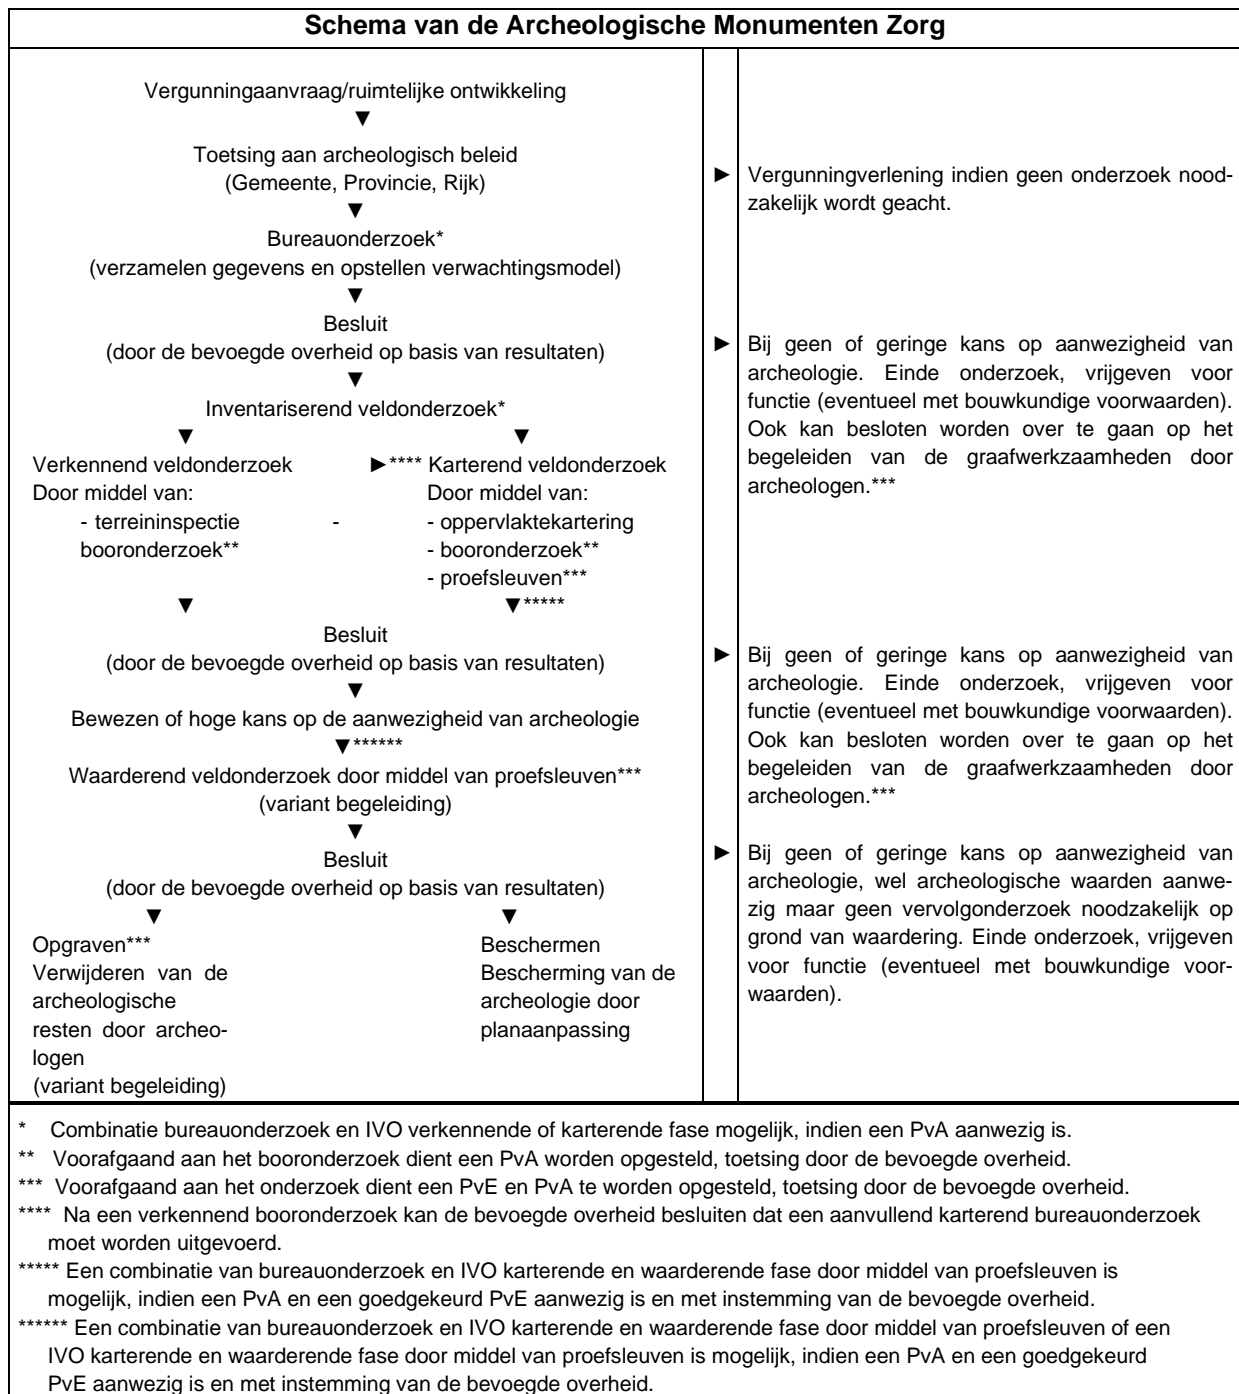 Schema van de Archeologische Monumenten Zorg
Vergunningaanvraag/ruimtelijke ontwikkeling
▼
Toetsing aan archeologisch beleid
(Gemeente, Provincie, Rijk)
▼
Bureauonderzoek*
(verzamelen gegevens en opstellen verwachtingsmodel)
▼
Besluit
(door de bevoegde overheid op basis van resultaten)
▼
Inventariserend veldonderzoek*
▼ ▼
Verkennend veldonderzoek ►**** Karterend veldonderzoek
Door middel van: Door middel van:
- terreininspectie - - oppervlaktekartering
booronderzoek** - booronderzoek**
- proefsleuven***
▼ ▼*****
Besluit
(door de bevoegde overheid op basis van resultaten)
▼
Bewezen of hoge kans op de aanwezigheid van archeologie
▼******
Waarderend veldonderzoek door middel van proefsleuven***
(variant begeleiding)
▼
Besluit
(door de bevoegde overheid op basis van resultaten)
▼ ▼
Opgraven***
Verwijderen van de
archeologische
resten door archeo-
logen
(variant begeleiding)
Beschermen
Bescherming van de
archeologie door
planaanpassing
► Vergunningverlening indien geen onderzoek nood-
zakelijk wordt geacht.
► Bij geen of geringe kans op aanwezigheid van
archeologie. Einde onderzoek, vrijgeven voor
functie (eventueel met bouwkundige voorwaarden).
Ook kan besloten worden over te gaan op het
begeleiden van de graafwerkzaamheden door
archeologen.***
► Bij geen of geringe kans op aanwezigheid van
archeologie. Einde onderzoek, vrijgeven voor
functie (eventueel met bouwkundige voorwaarden).
Ook kan besloten worden over te gaan op het
begeleiden van de graafwerkzaamheden door
archeologen.***
► Bij geen of geringe kans op aanwezigheid van
archeologie, wel archeologische waarden aanwe-
zig maar geen vervolgonderzoek noodzakelijk op
grond van waardering. Einde onderzoek, vrijgeven
voor functie (eventueel met bouwkundige voor-
waarden).
* Combinatie bureauonderzoek en IVO verkennende of karterende fase mogelijk, indien een PvA aanwezig is.
** Voorafgaand aan het booronderzoek dient een PvA worden opgesteld, toetsing door de bevoegde overheid.
*** Voorafgaand aan het onderzoek dient een PvE en PvA te worden opgesteld, toetsing door de bevoegde overheid.
**** Na een verkennend booronderzoek kan de bevoegde overheid besluiten dat een aanvullend karterend bureauonderzoek
moet worden uitgevoerd.
***** Een combinatie van bureauonderzoek en IVO karterende en waarderende fase door middel van proefsleuven is
mogelijk, indien een PvA en een goedgekeurd PvE aanwezig is en met instemming van de bevoegde overheid.
****** Een combinatie van bureauonderzoek en IVO karterende en waarderende fase door middel van proefsleuven of een
IVO karterende en waarderende fase door middel van proefsleuven is mogelijk, indien een PvA en een goedgekeurd
PvE aanwezig is en met instemming van de bevoegde overheid.